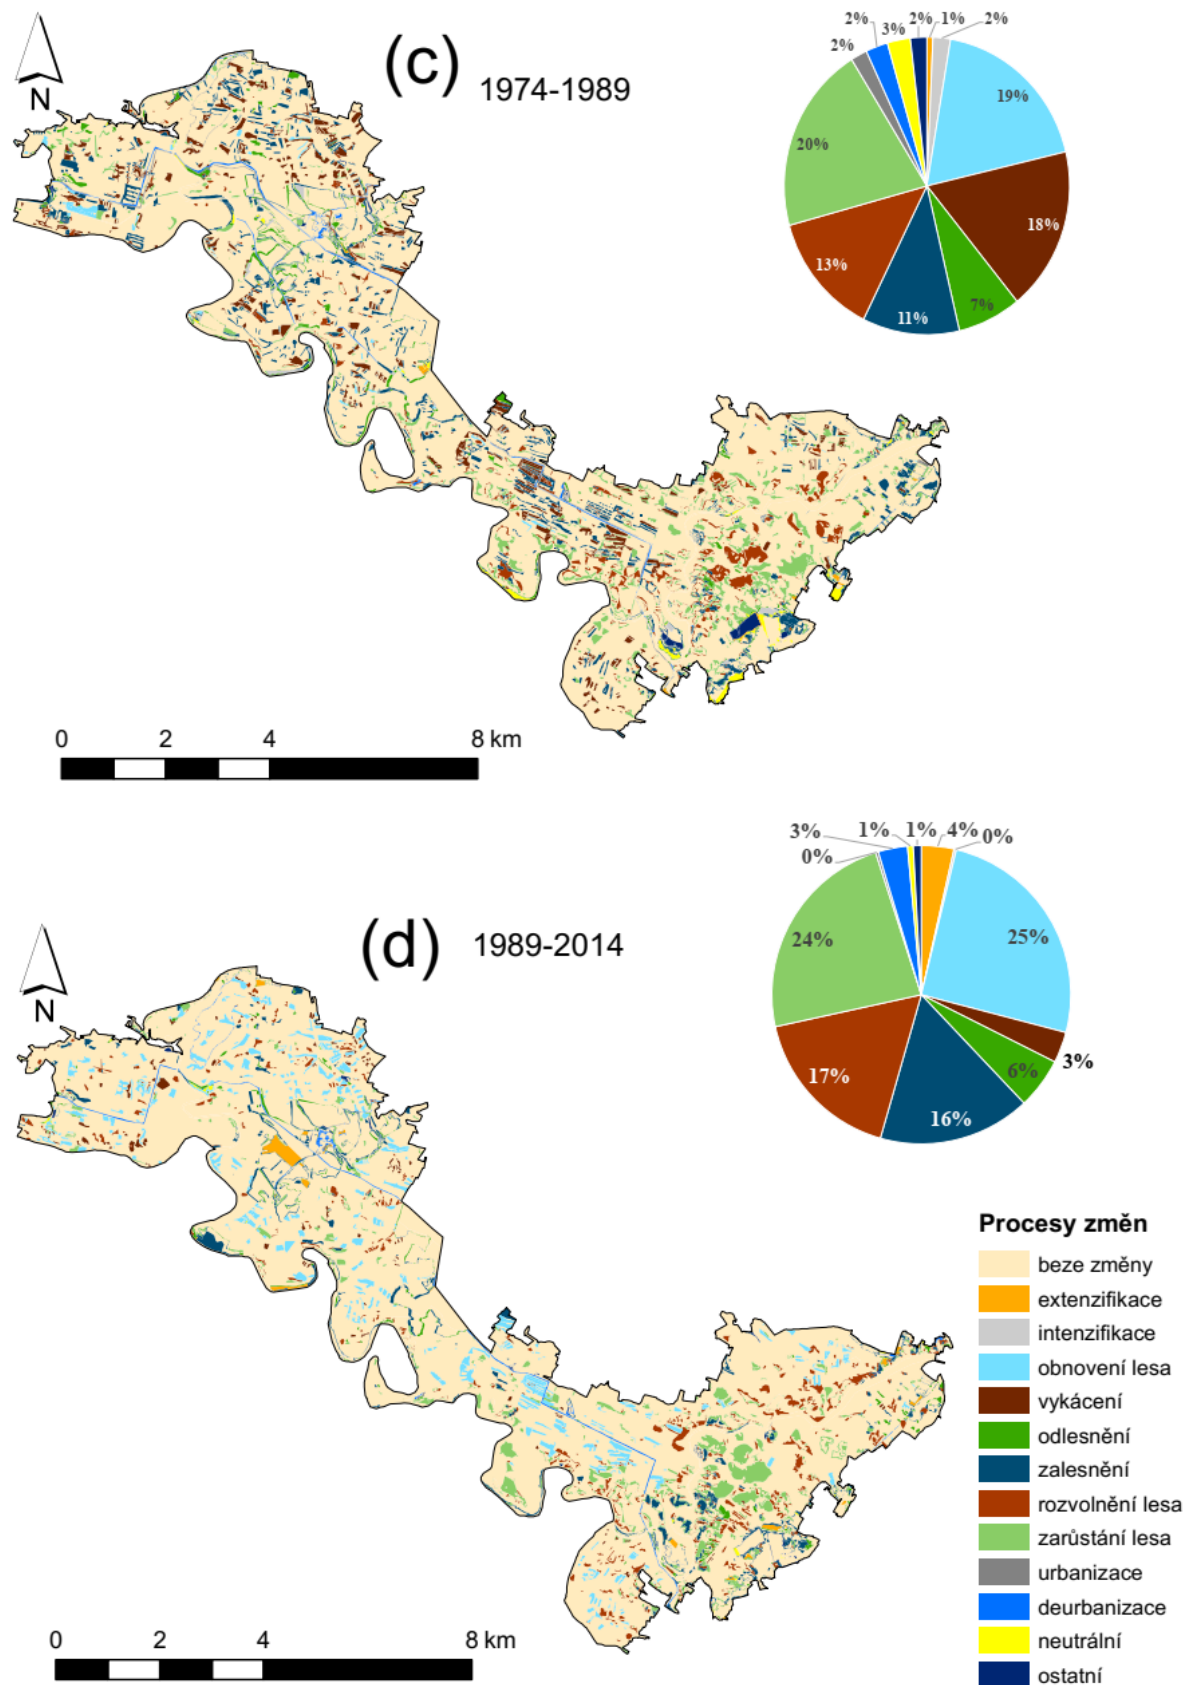 N
(c) 1974-1989
2% 2% 3% 2% 1% 2%
19%
20%
18%
13%
11%
7%
0 2 4 8 km
N
(d) 1989-2014
3% 0% 1% 1% 4% 0%
24%
25%
3%
6%
17%
16%
Procesy změn
beze změny
extenzifikace
intenzifikace
obnovení lesa
vykácení
odlesnění
zalesnění
rozvolnění lesa
zarůstání lesa
urbanizace
deurbanizace
neutrální
ostatní
0 2 4 8 km